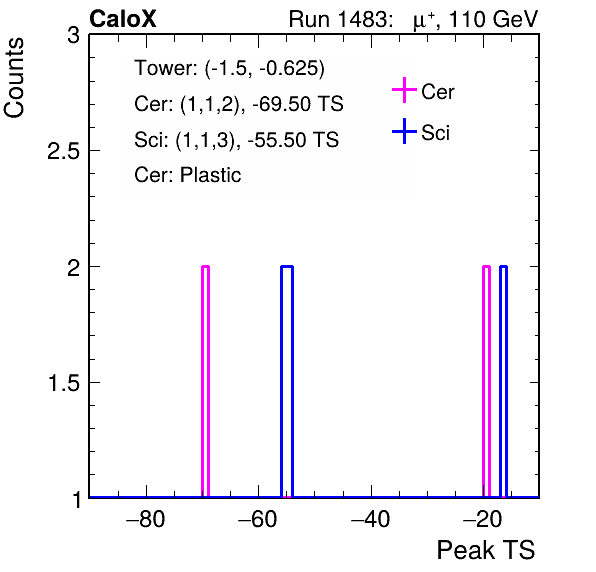 CaloX Run 1483: μ⁺, 110 GeV
Counts
3
2.5
2
1.5
1
Tower: (-1.5, -0.625)
Cer: (1,1,2), -69.50 TS
Sci: (1,1,3), -55.50 TS
Cer: Plastic
Cer
Sci
−80 −60 −40 −20
Peak TS